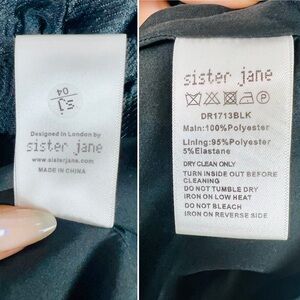 Designed in London by
sister jane
www.sisterjane.com
MADE IN CHINA
sister jane
DR1713BLK
Main:100%Polyester
Lining:95%Polyester
5%Elastane
DRY CLEAN ONLY
TURN INSIDE OUT BEFORE
CLEANING
DO NOT TUMBLE DRY
IRON ON LOW HEAT
DO NOT BLEACH
IRON ON REVERSE SIDE